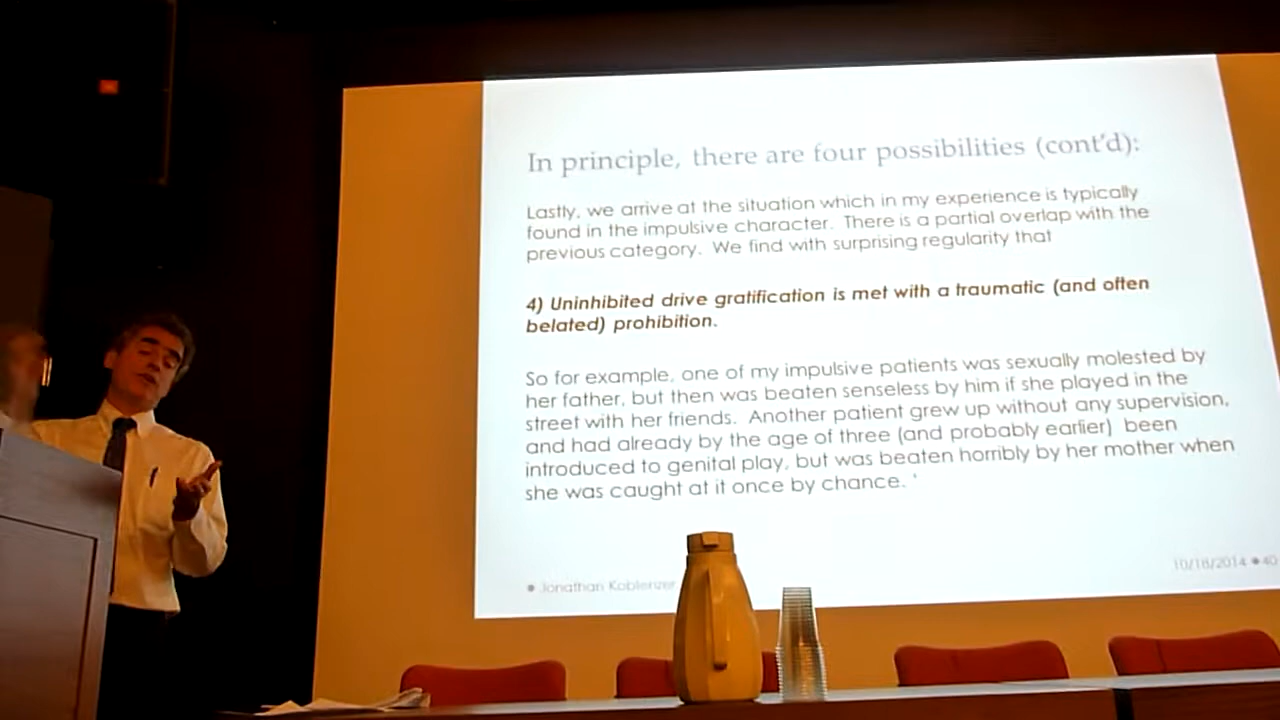 In principle, there are four possibilities (cont'd):
Lastly, we arrive at the situation which in my experience is typically
found in the impulsive character. There is a partial overlap with the
previous category. We find with surprising regularity that
4) Uninhibited drive gratification is met with a traumatic (and often
belated) prohibition.
So for example, one of my impulsive patients was sexually molested by
her father, but then was beaten senseless by him if she played in the
street with her friends. Another patient grew up without any supervision,
and had already by the age of three (and probably earlier) been
introduced to genital play, but was beaten horribly by her mother when
she was caught at it once by chance. '
• Jonathan Koblenzer
10/18/2014 • 40